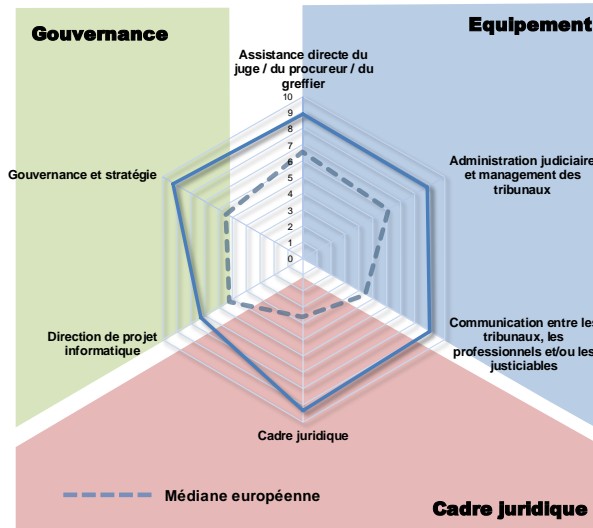 Gouvernance
Equipement
Assistance directe du
juge / du procureur / du
greffier
10
9
8
7
6
5
4
3
2
1
0
Gouvernance et stratégie
Administration judiciaire
et management des
tribunaux
Direction de projet
informatique
Communication entre les
tribunaux, les
professionnels et/ou les
justiciables
Cadre juridique
Médiane européenne
Cadre juridique